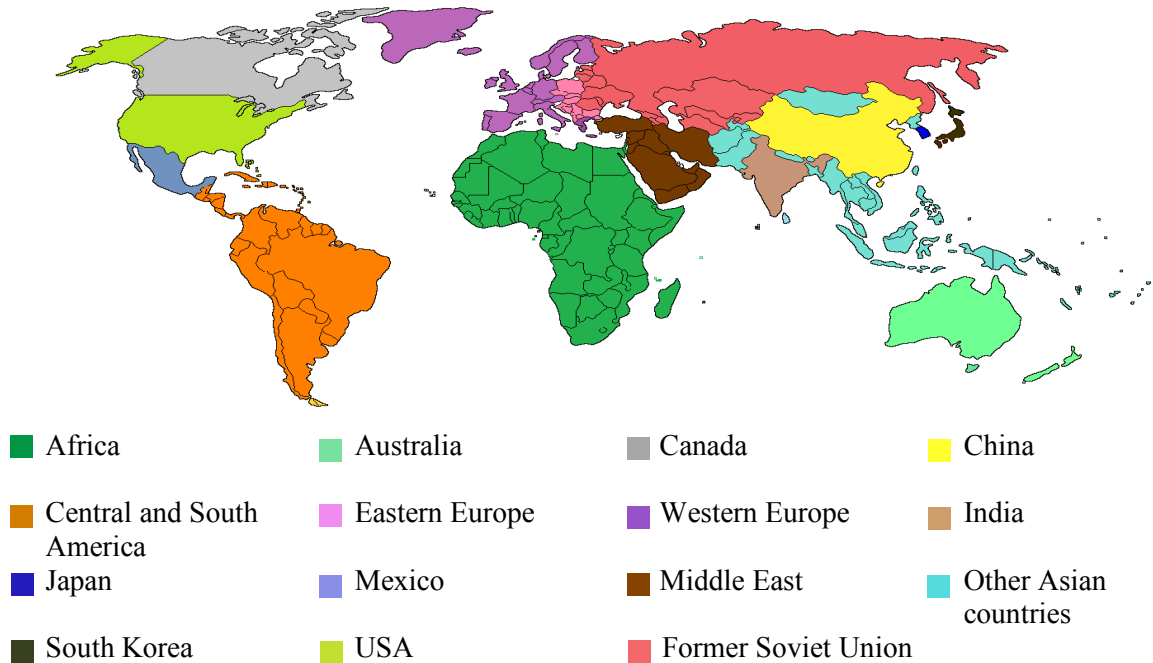 Africa
Australia
Canada
China
Central and South
America
Eastern Europe
Western Europe
India
Japan
Mexico
Middle East
Other Asian
countries
South Korea
USA
Former Soviet Union